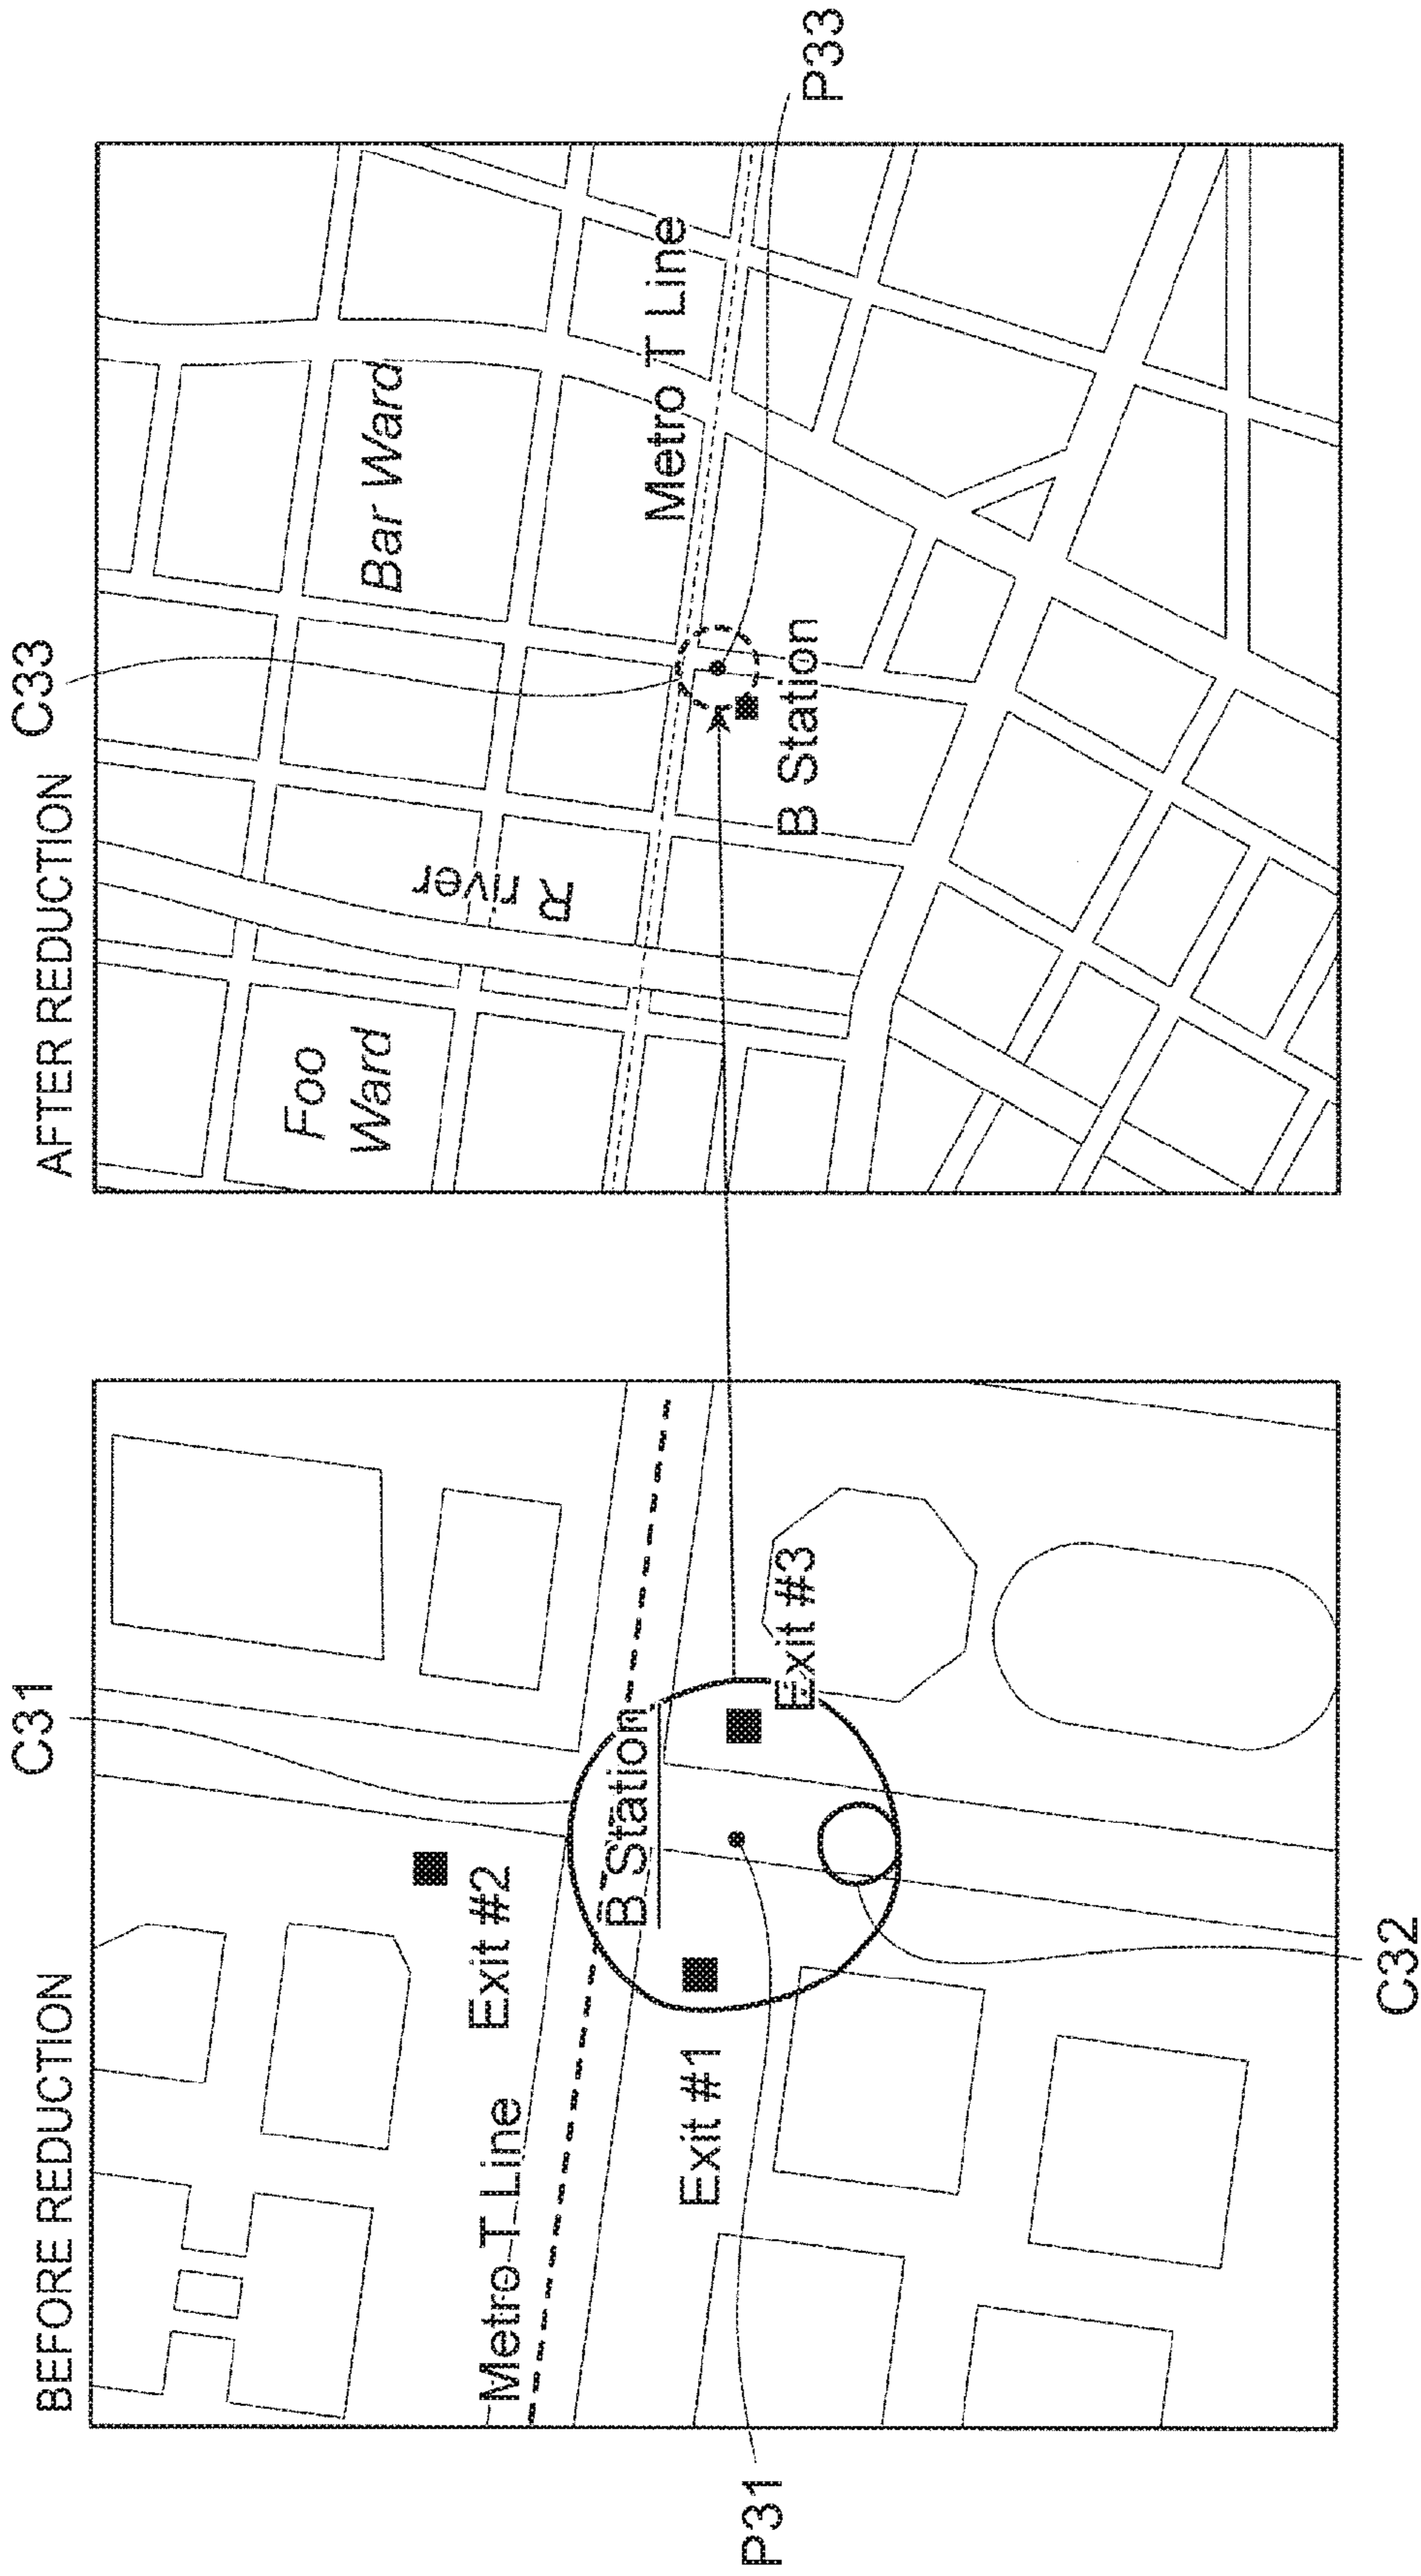 BEFORE REDUCTION
C31
Metro T Line
Exit #2
B Station
Exit #1
Exit #3
P31
C32
AFTER REDUCTION
C33
Foo
Ward
Bar Ward
R river
Metro T Line
B Station
P33